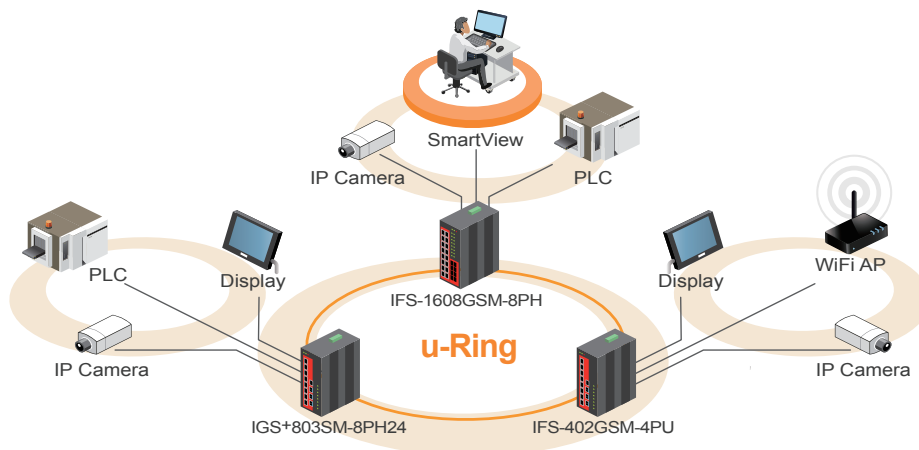 SmartView
IP Camera
PLC
PLC
Display
IP Camera
IFS-1608GSM-8PH
Display
WiFi AP
u-Ring
IP Camera
IGS+803SM-8PH24
IFS-402GSM-4PU